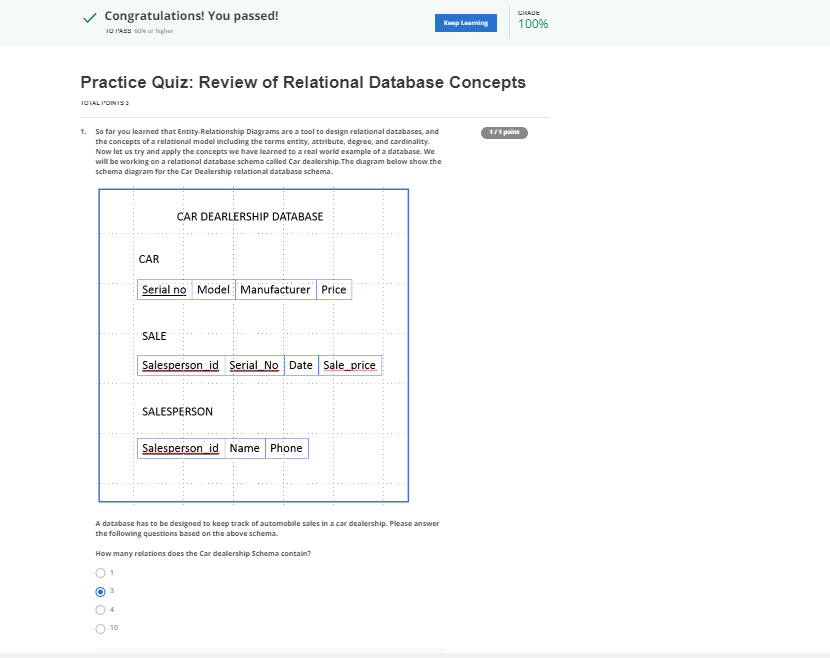 Congratulations! You passed!
TO PASS 60% or higher
Keep Learning
GRADE
100%
Practice Quiz: Review of Relational Database Concepts
TOTAL POINTS 3
1. So far you learned that Entity-Relationship Diagrams are a tool to design relational databases, and
the concepts of a relational model including the terms entity, attribute, degree, and cardinality.
Now let us try and apply the concepts we have learned to a real world example of a database. We
will be working on a relational database schema called Car dealership.The diagram below show the
schema diagram for the Car Dealership relational database schema.
1 / 1 point
CAR DEARLERSHIP DATABASE
CAR
Serial no Model Manufacturer Price
SALE
Salesperson_id Serial_No Date Sale_price
SALESPERSON
Salesperson_id Name Phone
A database has to be designed to keep track of automobile sales in a car dealership. Please answer
the following questions based on the above schema.
How many relations does the Car dealership Schema contain?
1
3
4
10